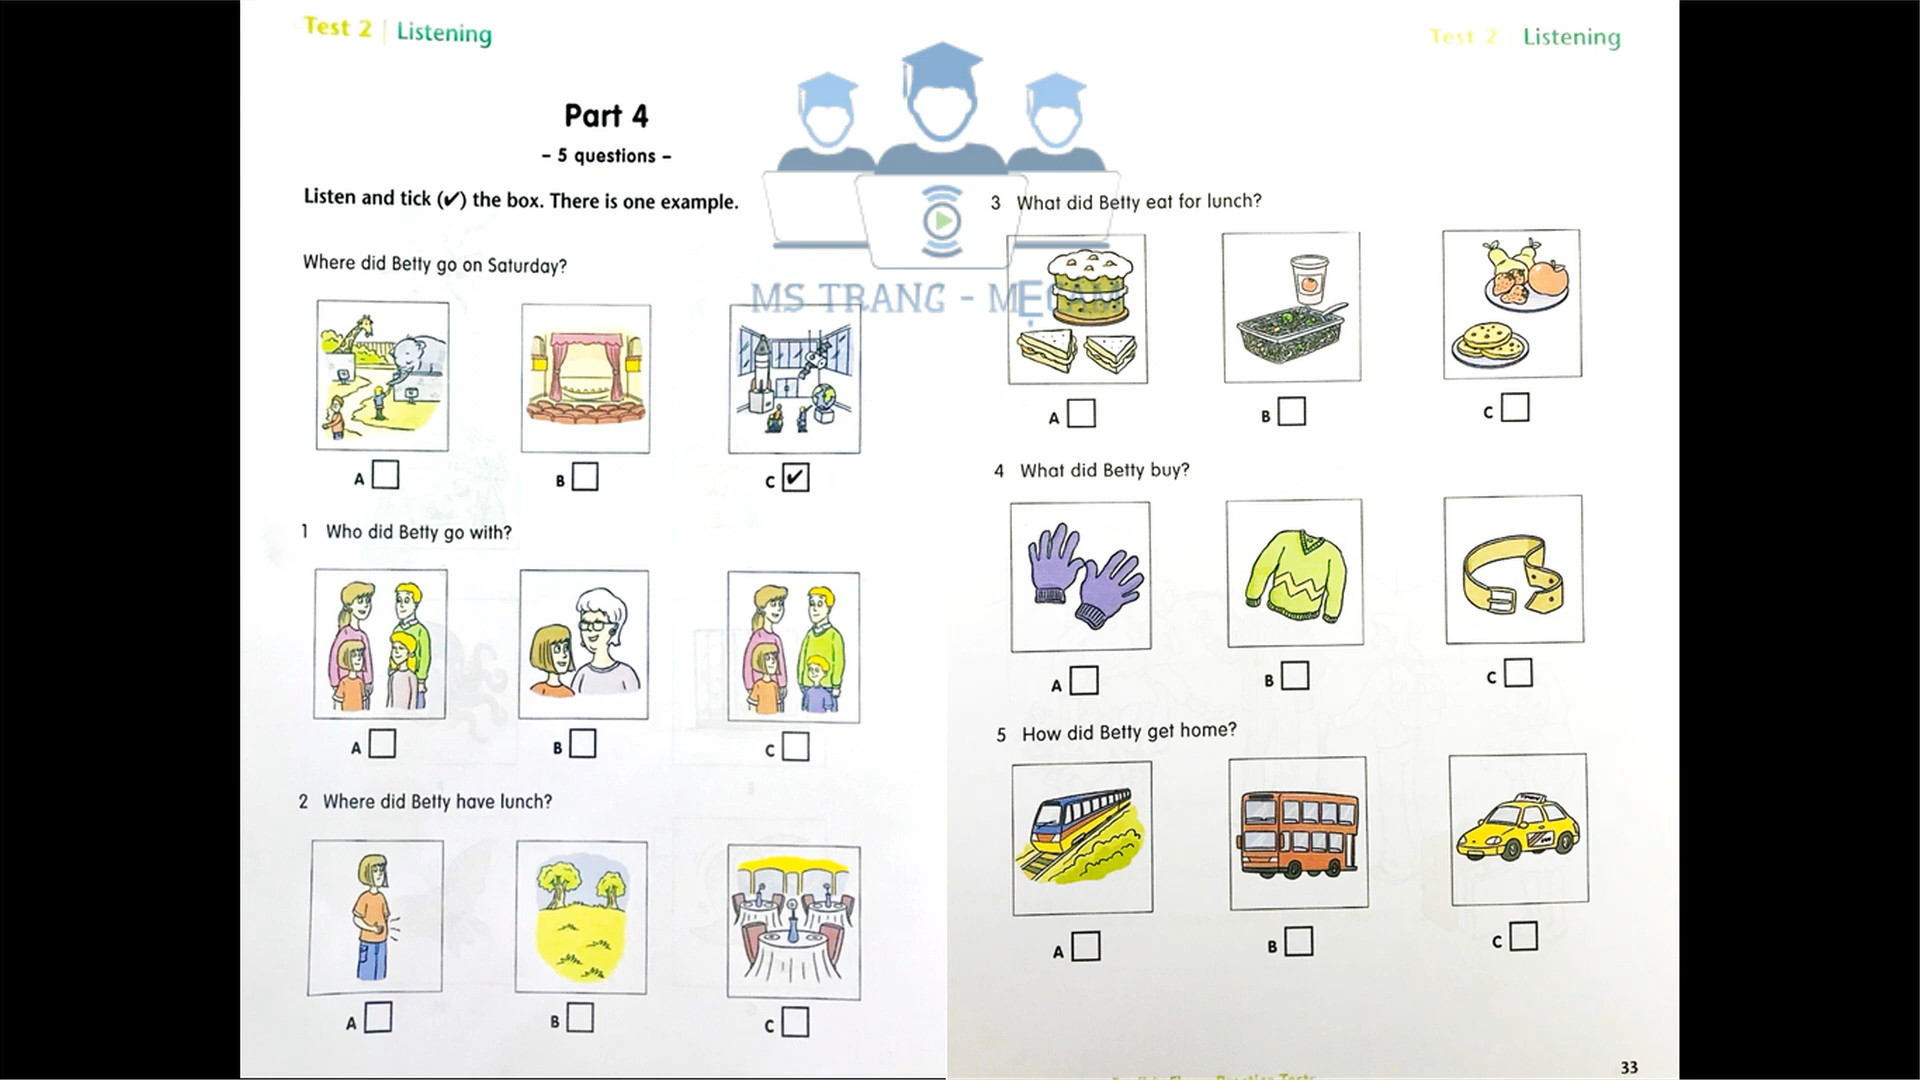 Test 2 | Listening
Part 4
- 5 questions -
Listen and tick (✔) the box. There is one example.
Where did Betty go on Saturday?
A
B
C ✔
1 Who did Betty go with?
A
B
C
2 Where did Betty have lunch?
A
B
C
Test 2 Listening
MS TRANG - MẸ CAM
3 What did Betty eat for lunch?
A
B
C
4 What did Betty buy?
A
B
C
5 How did Betty get home?
A
B
C
33